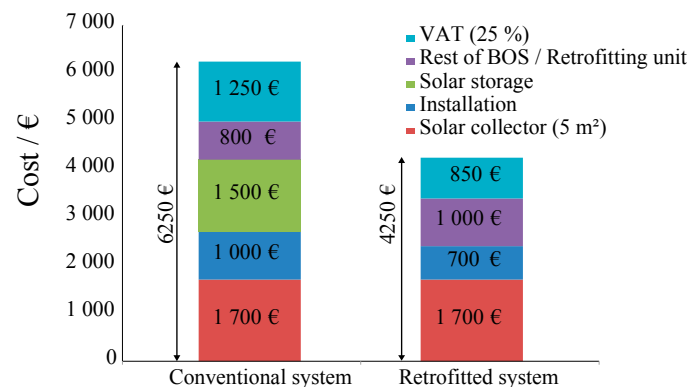 7 000
6 000
5 000
4 000
3 000
2 000
1 000
0
Cost / €
6250 €
1 250 €
800 €
1 500 €
1 000 €
1 700 €
4250 €
850 €
1 000 €
700 €
1 700 €
VAT (25 %)
Rest of BOS / Retrofitting unit
Solar storage
Installation
Solar collector (5 m²)
Conventional system
Retrofitted system